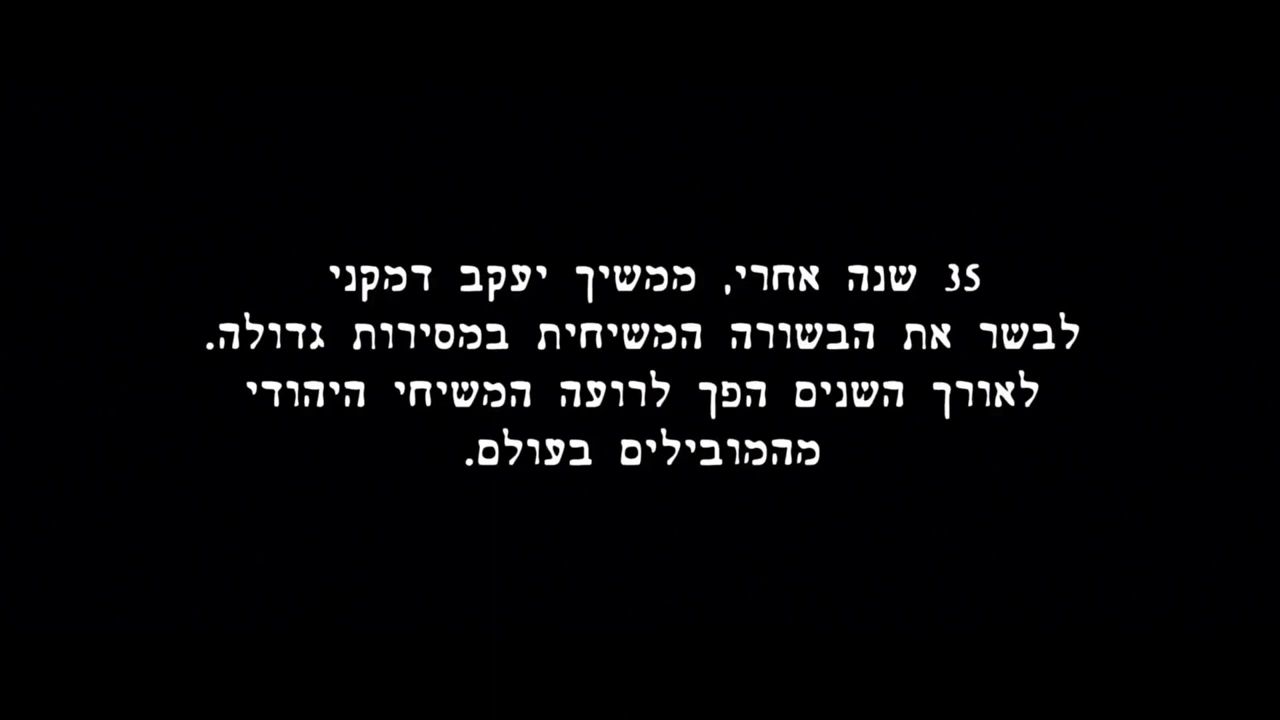 35 שנה אחרי, ממשיך יעקב דמקני
לבשר את הבשורה המשיחית במסירות גדולה.
לאורך השנים הפך לרועה המשיחי היהודי
מהמובילים בעולם.